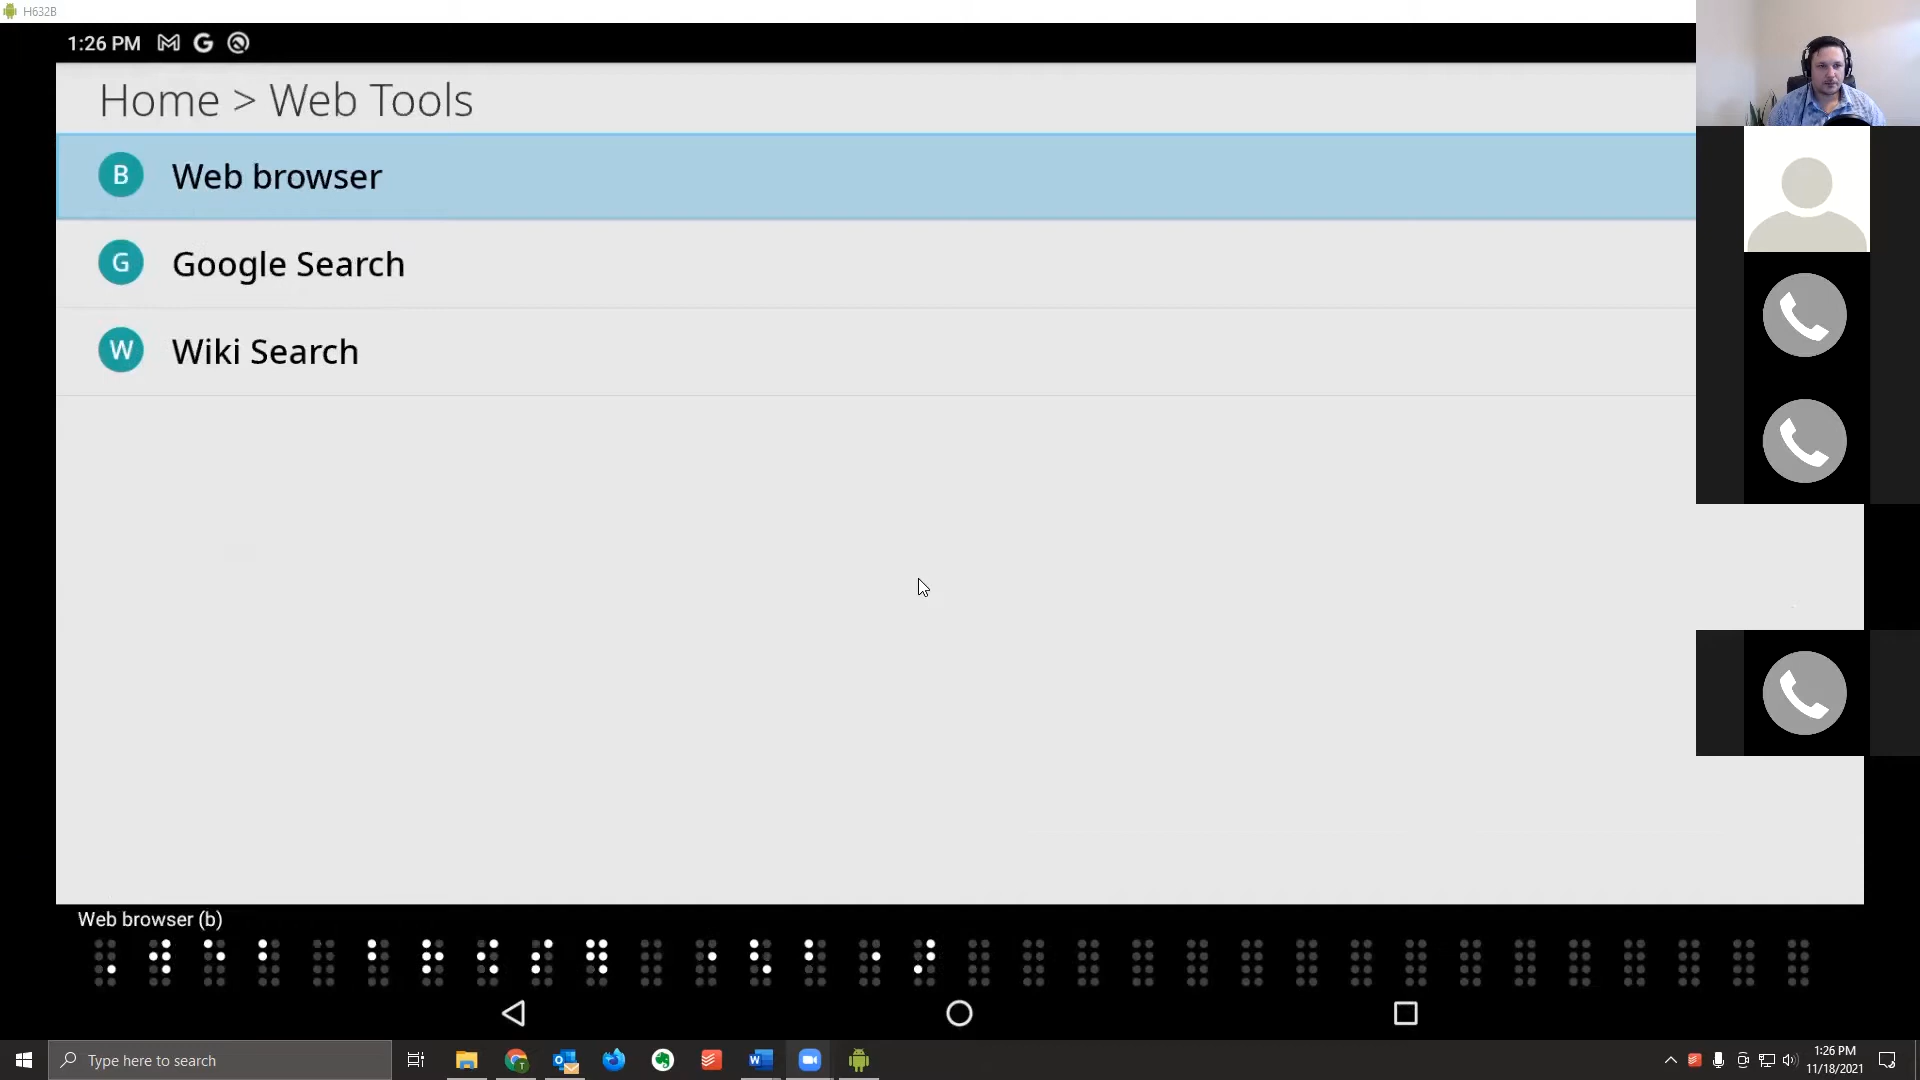 H632B
1:26 PM
Home > Web Tools
B Web browser
G Google Search
W Wiki Search
Web browser (b)
⠠⠺⠑⠃ ⠃⠗⠪⠎⠻ ⠐⠣⠃⠐⠜
Type here to search
1:26 PM
11/18/2021